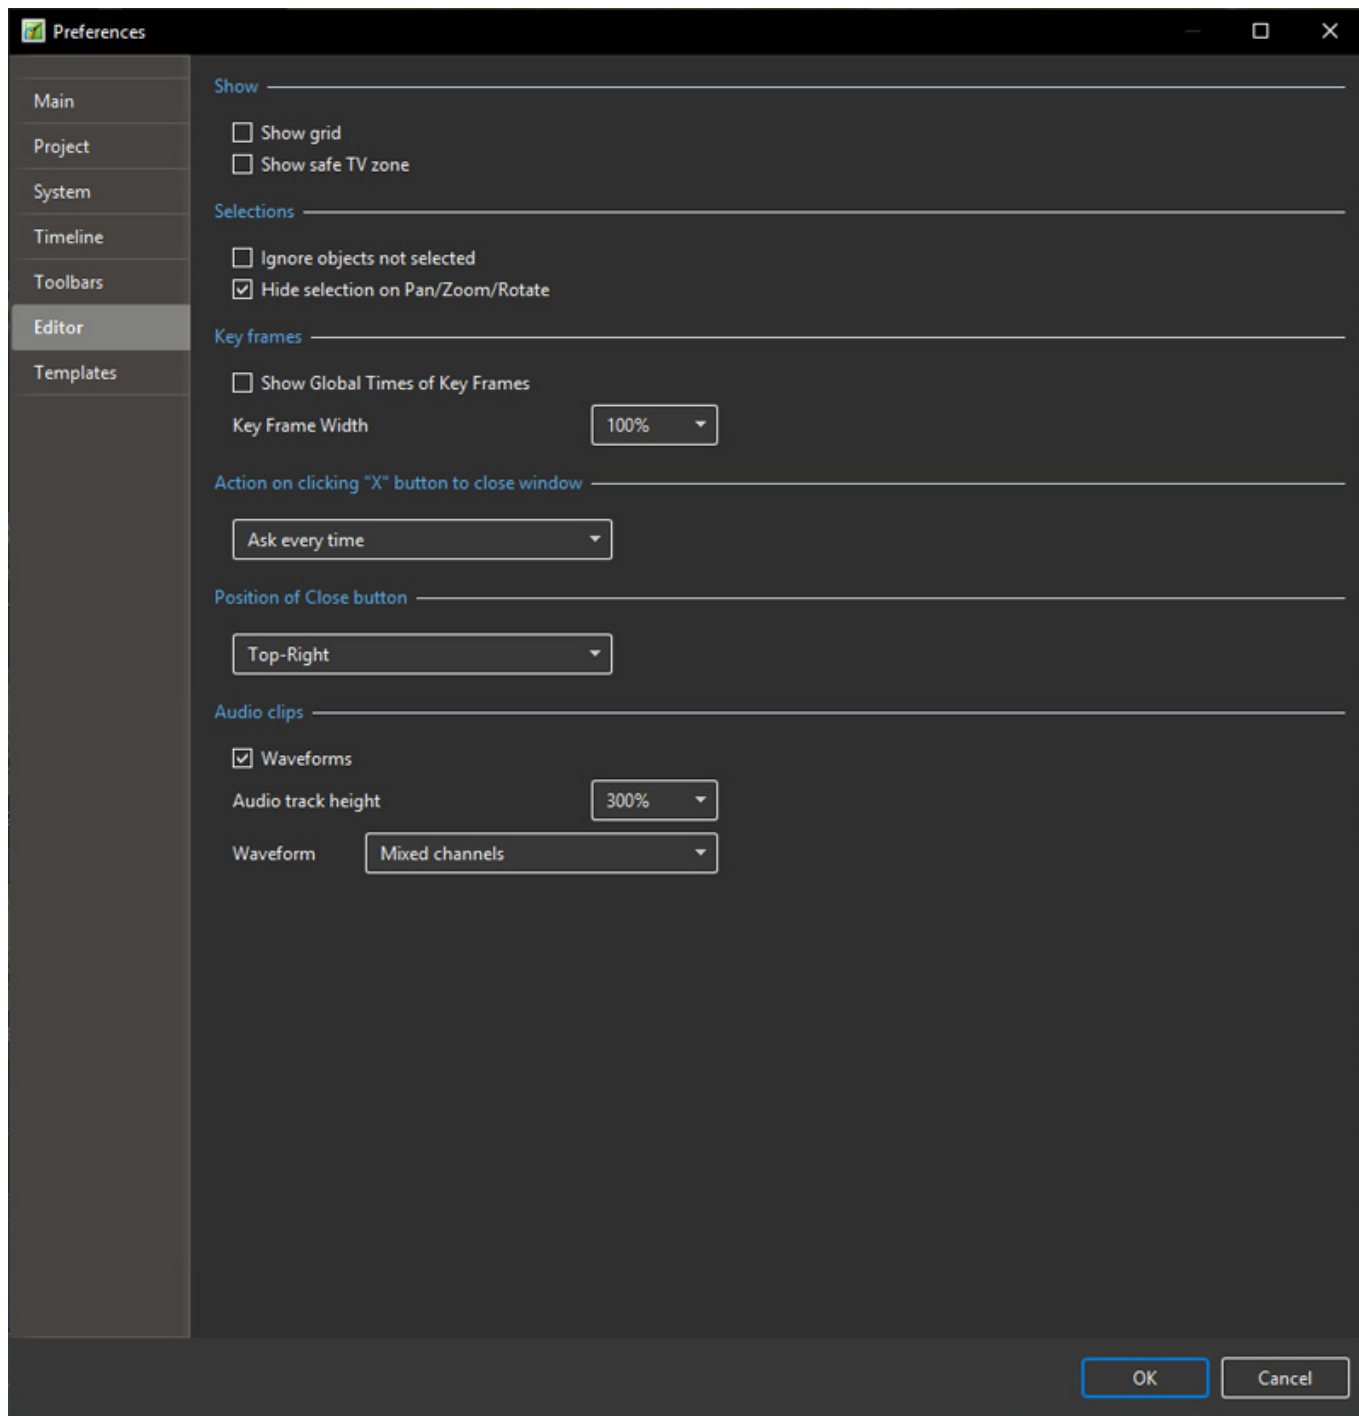 Preferences
Main
Project
System
Timeline
Toolbars
Editor
Templates
Show
Show grid
Show safe TV zone
Selections
Ignore objects not selected
Hide selection on Pan/Zoom/Rotate
Key frames
Show Global Times of Key Frames
Key Frame Width 100%
Action on clicking "X" button to close window
Ask every time
Position of Close button
Top-Right
Audio clips
Waveforms
Audio track height 300%
Waveform Mixed channels
OK Cancel